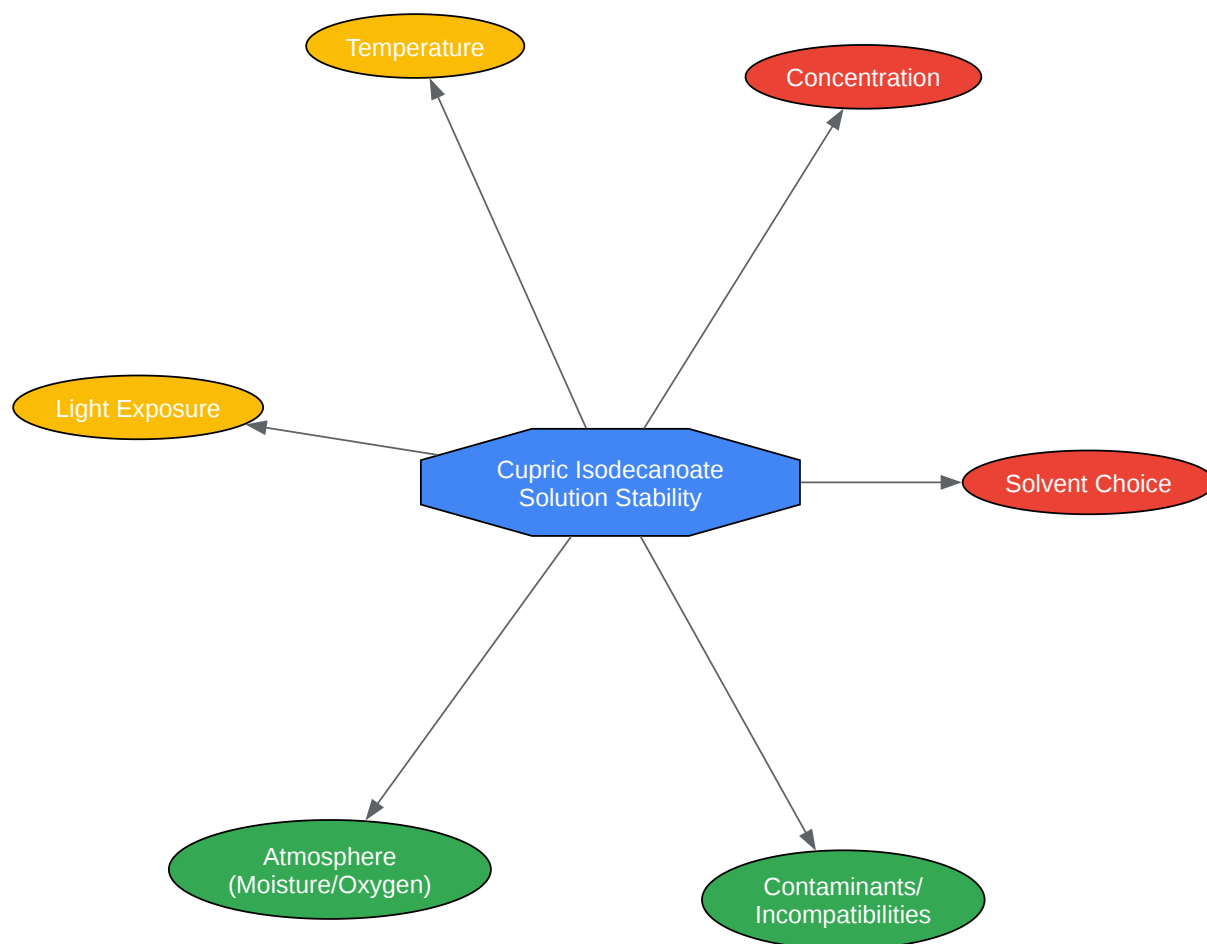 Temperature
Concentration
Light Exposure
Cupric Isodecanoate
Solution Stability
Solvent Choice
Atmosphere
(Moisture/Oxygen)
Contaminants/
Incompatibilities